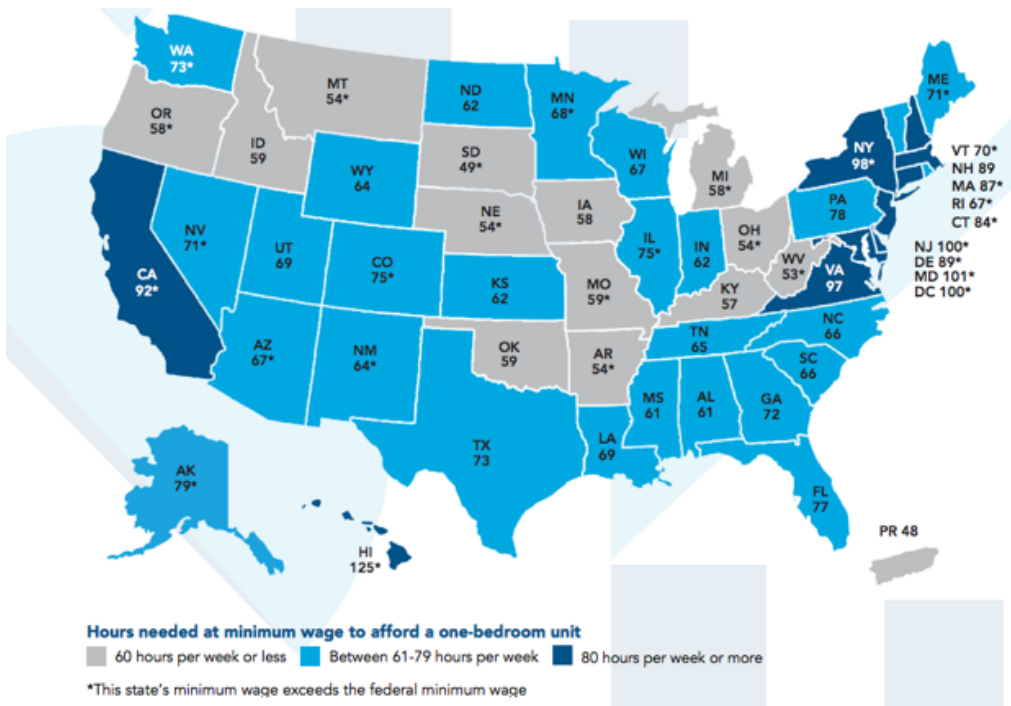 WA
73*
MT
54*
ND
62
MN
68*
ME
71*
OR
58*
ID
59
SD
49*
WI
67
NY
98*
VT 70*
NH 89
MA 87*
RI 67*
CT 84*
WY
64
MI
58*
NE
54*
IA
58
PA
78
NV
71*
UT
69
CO
75*
IL
75*
IN
62
OH
54*
WV
53*
NJ 100*
DE 89*
MD 101*
DC 100*
CA
92*
KS
62
MO
59*
KY
57
VA
97
NC
66
TN
65
AZ
67*
NM
64*
OK
59
AR
54*
SC
66
MS
61
AL
61
GA
72
TX
73
LA
69
AK
79*
FL
77
HI
125*
PR 48
Hours needed at minimum wage to afford a one-bedroom unit
60 hours per week or less
Between 61-79 hours per week
80 hours per week or more
*This state's minimum wage exceeds the federal minimum wage